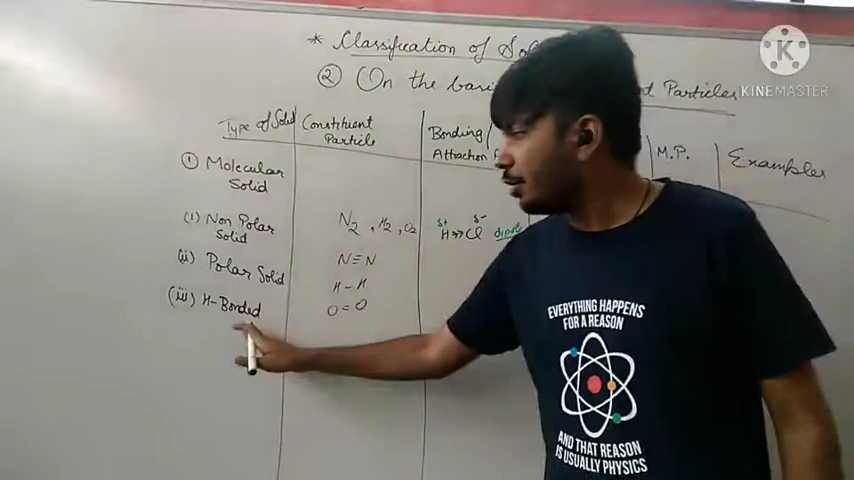 * Classification of
② On the basis Particles
Type of Solid Constituent Particle Bonding/ Attraction M.P. Examples
① Molecular Solid
(i) Non Polar Solid N₂, H₂, O₂ δ+ δ- H Cl dipole
(ii) Polar Solid N≡N
H-H
(iii) H-Bonded O=O
KINEMASTER
EVERYTHING HAPPENS
FOR A REASON
AND THAT REASON
IS USUALLY PHYSICS